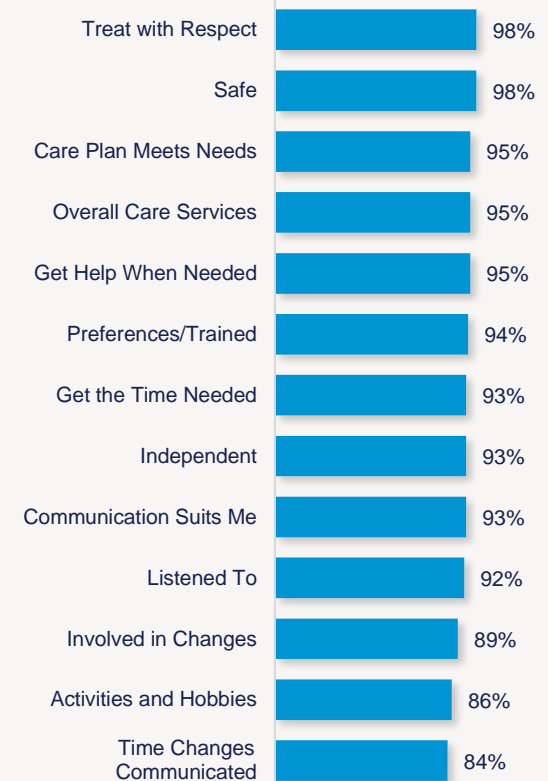 Treat with Respect 98%
Safe 98%
Care Plan Meets Needs 95%
Overall Care Services 95%
Get Help When Needed 95%
Preferences/Trained 94%
Get the Time Needed 93%
Independent 93%
Communication Suits Me 93%
Listened To 92%
Involved in Changes 89%
Activities and Hobbies 86%
Time Changes
Communicated 84%